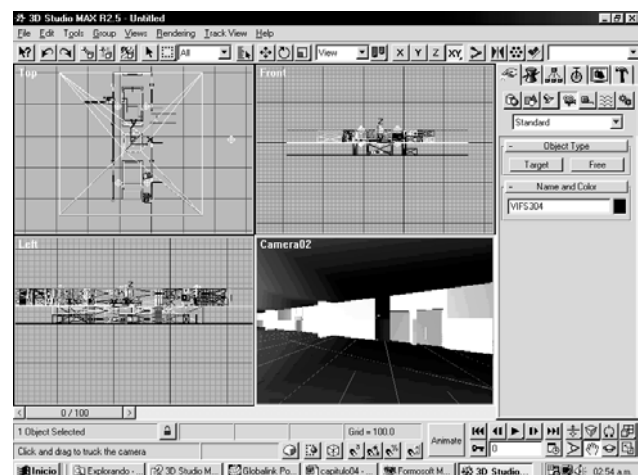 3D Studio MAX R2.5 - Untitled
File Edit Tools Group Views Rendering Track View Help
All View X Y Z XY
Top
Front
Standard
- Object Type
Target Free
- Name and Color
VIFS304
Left
Camera02
0 / 100
1 Object Selected Grid = 100.0
Animate
0
Click and drag to truck the camera
Inicio Explorando - 3D Studio M... Globalink Po... capitulo04 - ... Formosoft M... 3D Studio ... 02:54 a.m.